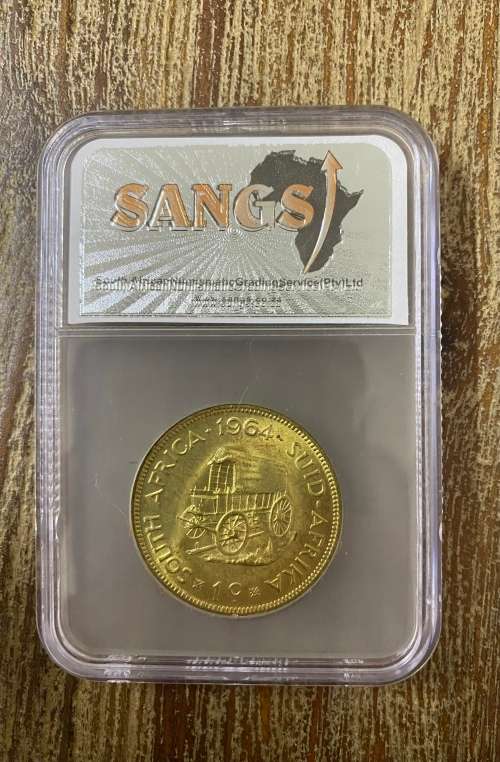 SANGS
South African Numismatic Grading Service (Pty) Ltd
www.sangs.co.za
SOUTH AFRICA · 1964 · SUID-AFRIKA
1C